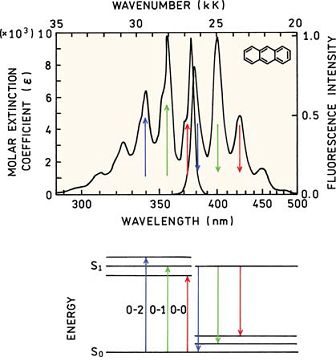 WAVENUMBER (kK)
35 30 25 20
(×10³) 10 1.0
8
6
0.5
4
2
0 0.0
MOLAR EXTINCTION
COEFFICIENT (ε)
FLUORESCENCE INTENSITY
300 350 400 450 500
WAVELENGTH (nm)
S₁
0-2 0-1 0-0
ENERGY
S₀